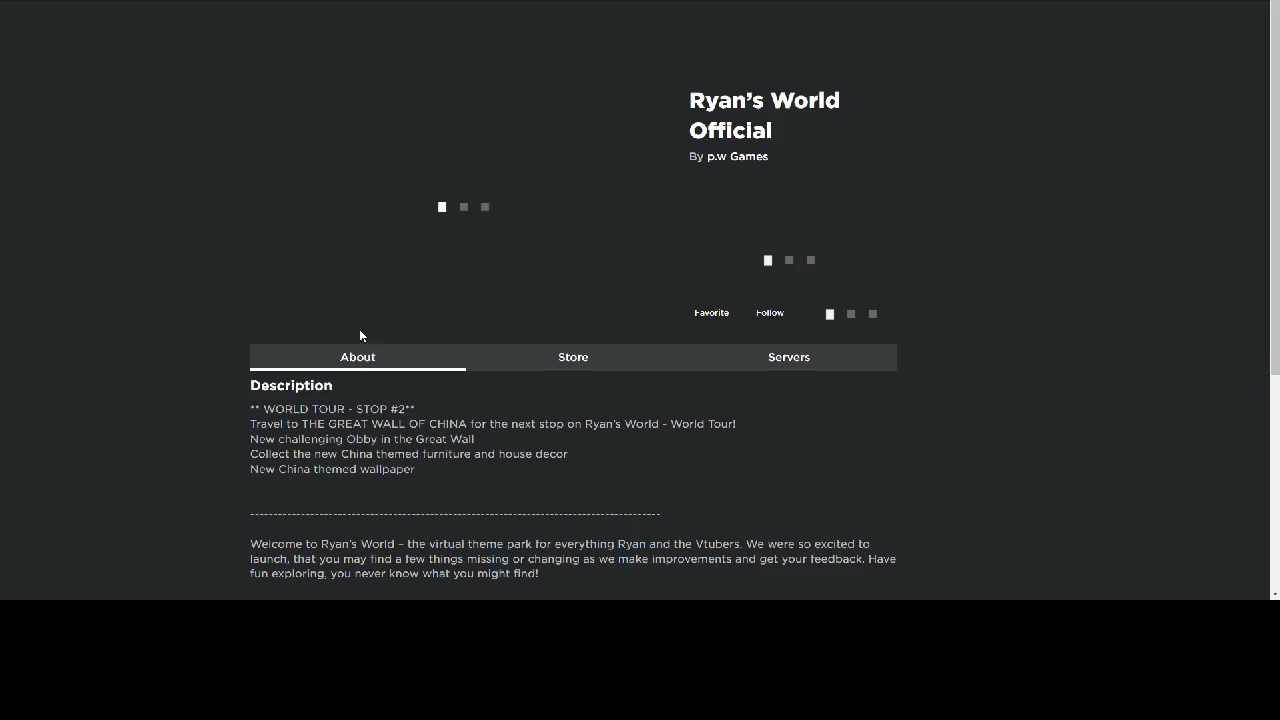 Ryan's World
Official
By p.w Games
Favorite
Follow
About
Store
Servers
Description
** WORLD TOUR - STOP #2**
Travel to THE GREAT WALL OF CHINA for the next stop on Ryan's World - World Tour!
New challenging Obby in the Great Wall
Collect the new China themed furniture and house decor
New China themed wallpaper
----------------------------------------------------------------------------------------
Welcome to Ryan's World – the virtual theme park for everything Ryan and the Vtubers. We were so excited to
launch, that you may find a few things missing or changing as we make improvements and get your feedback. Have
fun exploring, you never know what you might find!